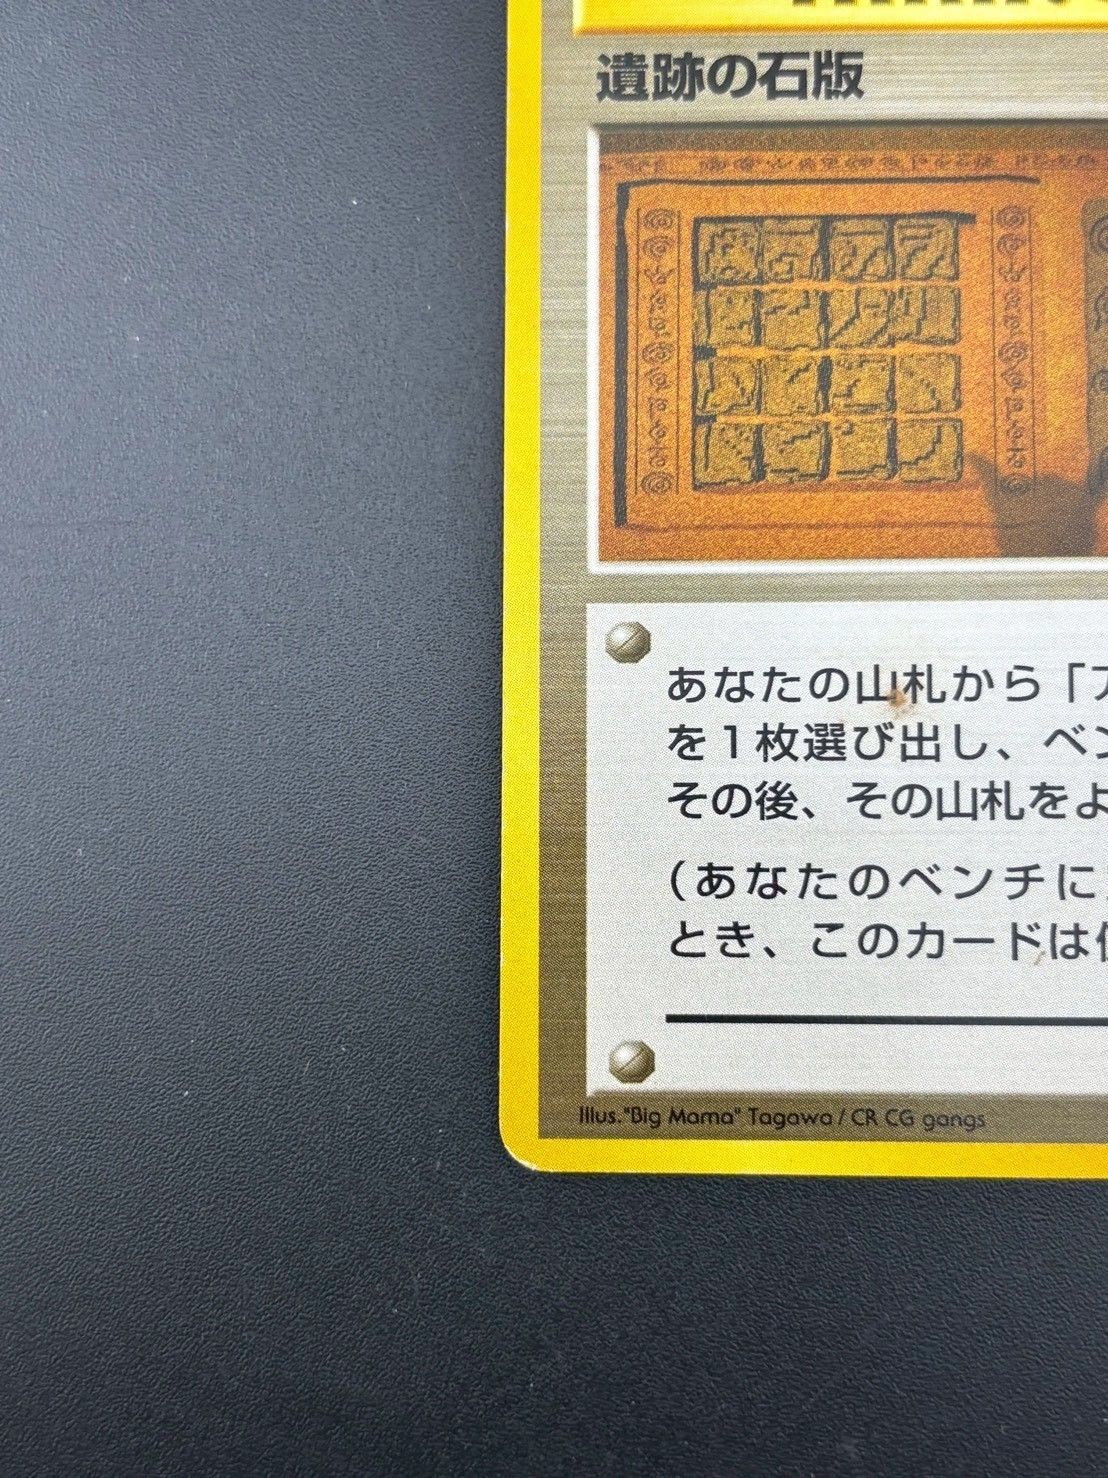 遺跡の石版
あなたの山札から「ア
を1枚選び出し、ベン
その後、その山札をよ
（あなたのベンチに
とき、このカードは
Illus."Big Mama" Tagawa / CR CG gangs